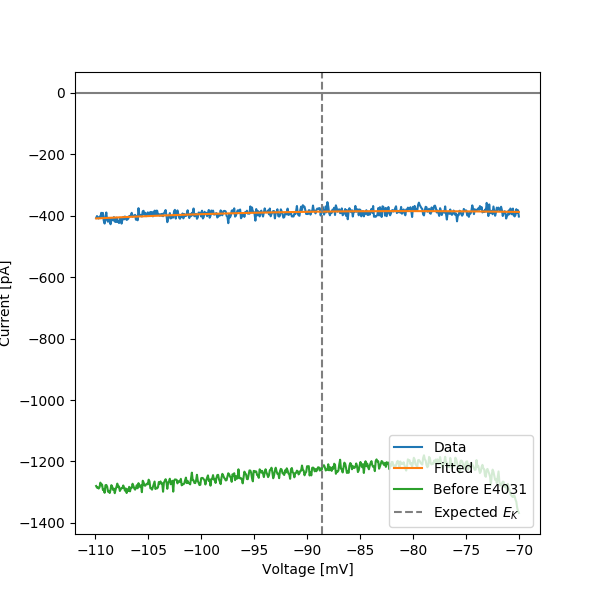 0
−200
−400
−600
−800
−1000
−1200
−1400
Current [pA]
Data
Fitted
Before E4031
Expected E_K
−110
−105
−100
−95
−90
−85
−80
−75
−70
Voltage [mV]